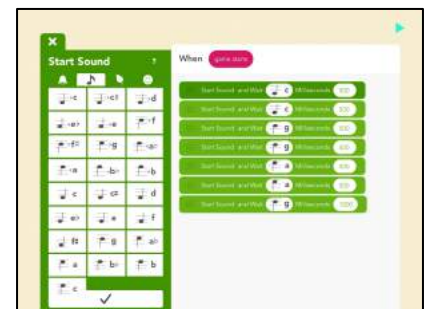 Start Sound ?
When game starts
Start Sound and Wait c Milliseconds 500
Start Sound and Wait c Milliseconds 500
Start Sound and Wait g Milliseconds 500
Start Sound and Wait g Milliseconds 500
Start Sound and Wait a Milliseconds 500
Start Sound and Wait a Milliseconds 500
Start Sound and Wait g Milliseconds
c c♯ d
e♭ e f
f♯ g a♭
a b♭ b
c c♯ d
e♭ e f
f♯ g a♭
a b♭ b
c